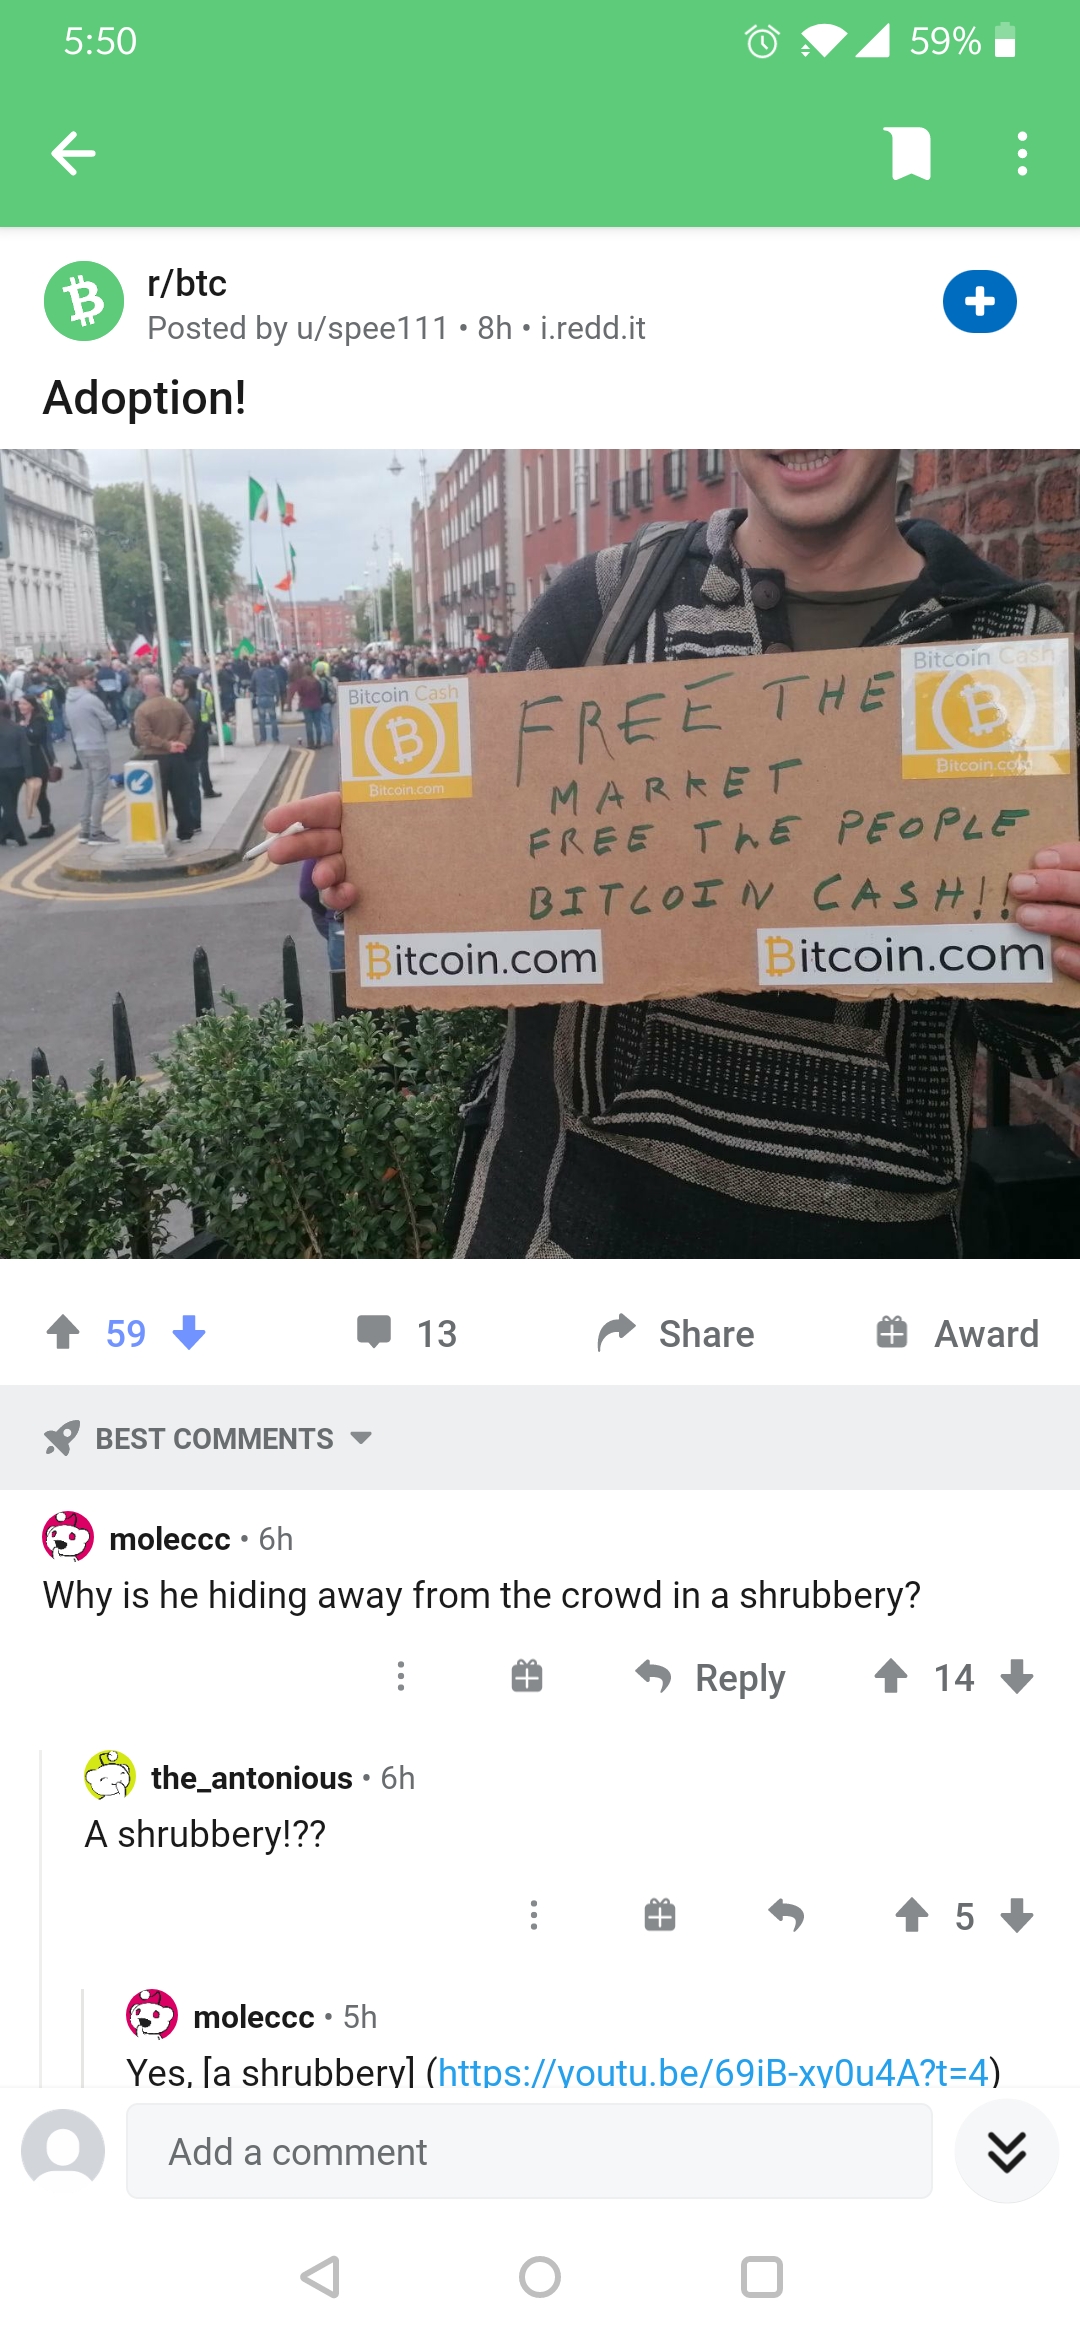 5:50
59%
r/btc
Posted by u/spee111 • 8h • i.redd.it
Adoption!
Bitcoin Cash
Bitcoin.com
Bitcoin Cash
Bitcoin.com
FREE THE
MARKET
FREE THE PEOPLE
BITCOIN CASH!!
Bitcoin.com
Bitcoin.com
59
13
Share
Award
BEST COMMENTS
moleccc • 6h
Why is he hiding away from the crowd in a shrubbery?
Reply
14
the_antonious • 6h
A shrubbery!??
5
moleccc • 5h
Yes, [a shrubbery] (https://youtu.be/69iB-xy0u4A?t=4)
Add a comment